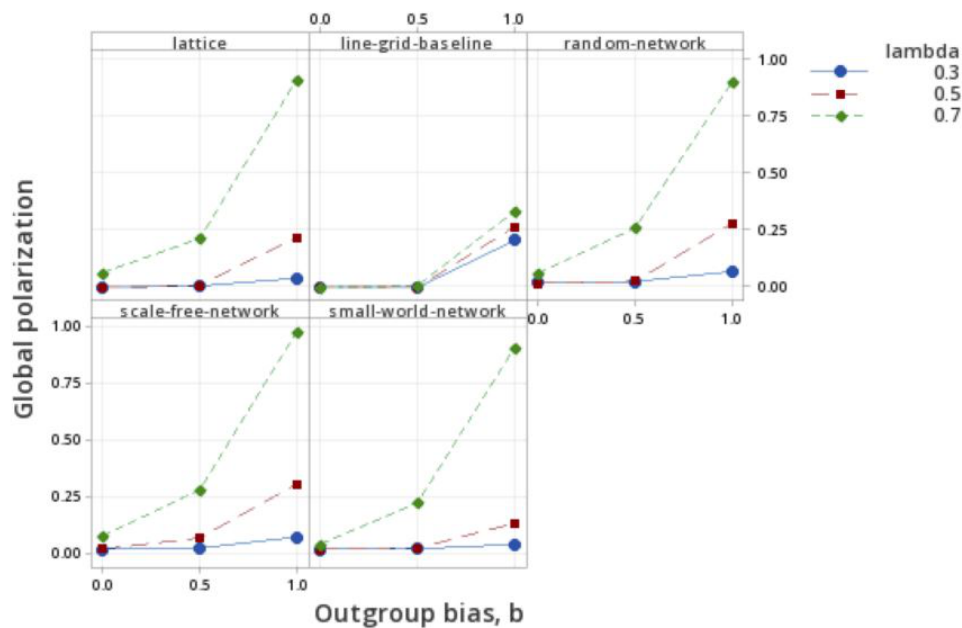 0.0 0.5 1.0
lattice line-grid-baseline random-network
lambda
0.3
0.5
0.7
1.00
0.75
0.50
0.25
0.00
Global polarization
scale-free-network small-world-network
0.0 0.5 1.0
1.00
0.75
0.50
0.25
0.00
0.0 0.5 1.0
Outgroup bias, b